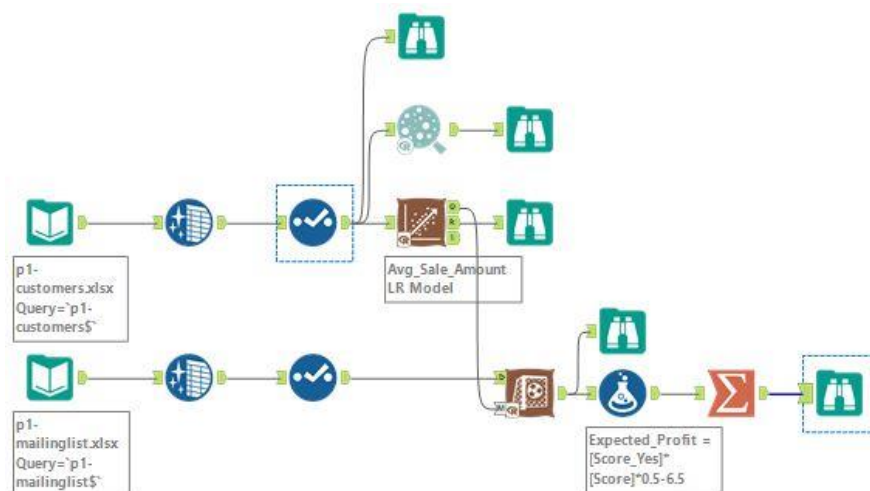 p1-
customers.xlsx
Query=`p1-
customers$`
Avg_Sale_Amount
LR Model
O
R
I
p1-
mailinglist.xlsx
Query=`p1-
mailinglist$`
D
M
Expected_Profit =
[Score_Yes]*
[Score]*0.5-6.5